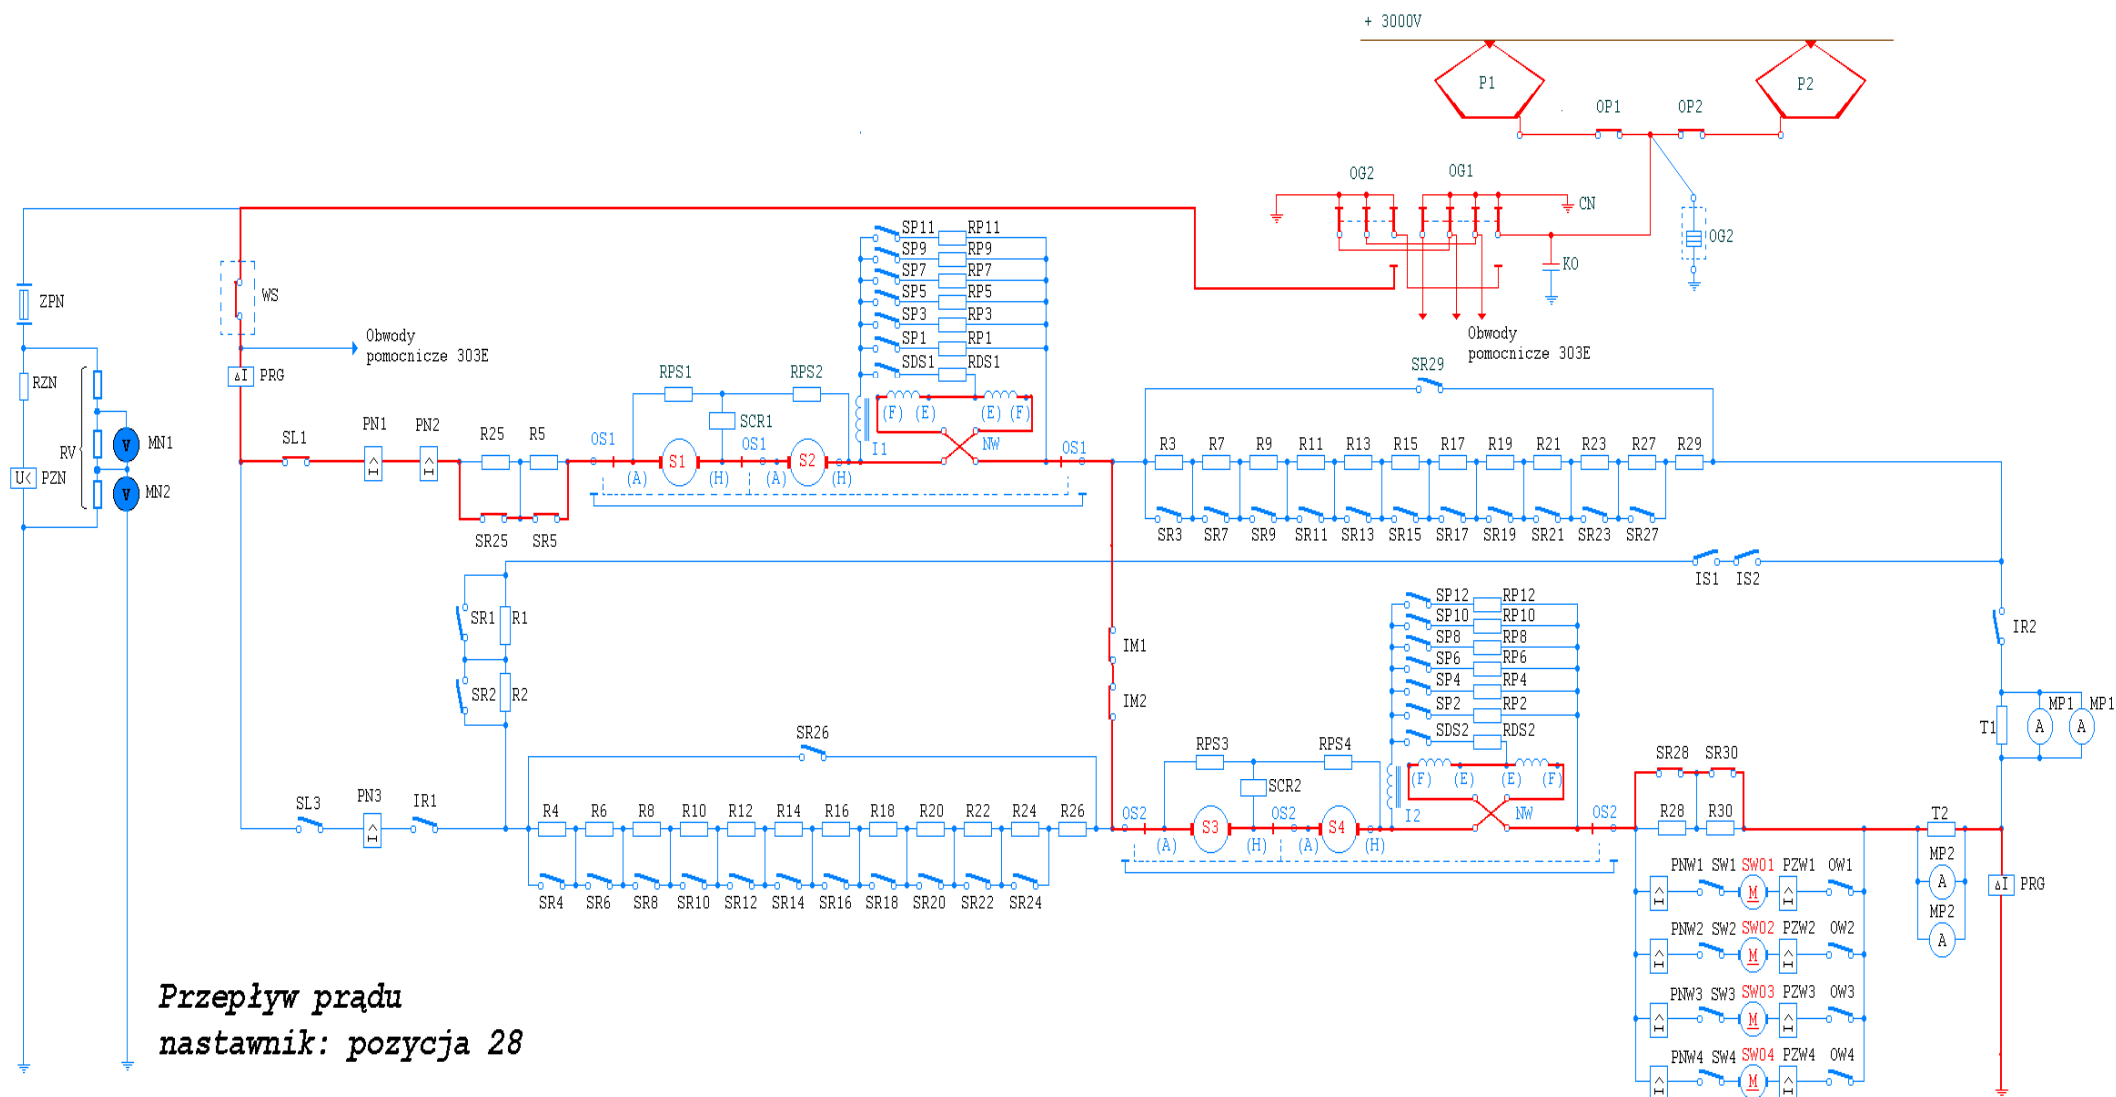 + 3000V
P1
P2
OP1
OP2
OG2
OG1
CN
OG2
KO
Obwody
pomocnicze 303E
ZPN
WS
Obwody
pomocnicze 303E
RZN
ΔI PRG
RV
V MN1
U< PZN
V MN2
SP11 RP11
SP9 RP9
SP7 RP7
SP5 RP5
SP3 RP3
SP1 RP1
SDS1 RDS1
RPS1 RPS2
SCR1
(F) (E) (E) (F)
I1
NW
SL1 PN1 PN2 R25 R5 OS1 S1 OS1 S2 OS1
I> I>
(A) (H) (A) (H)
SR25 SR5
SR29
R3 R7 R9 R11 R13 R15 R17 R19 R21 R23 R27 R29
SR3 SR7 SR9 SR11 SR13 SR15 SR17 SR19 SR21 SR23 SR27
IS1 IS2
SR1 R1
SR2 R2
IM1
IM2
IR2
T1
MP1 MP1
A A
SP12 RP12
SP10 RP10
SP8 RP8
SP6 RP6
SP4 RP4
SP2 RP2
SDS2 RDS2
RPS3 RPS4
SCR2
(F) (E) (E) (F)
I2
NW
SR26
SL3 PN3 IR1
I>
R4 R6 R8 R10 R12 R14 R16 R18 R20 R22 R24 R26
SR4 SR6 SR8 SR10 SR12 SR14 SR16 SR18 SR20 SR22 SR24
OS2 S3 OS2 S4 OS2
(A) (H) (A) (H)
SR28 SR30
R28 R30
T2
MP2
A
MP2
A
ΔI PRG
PNW1 SW1 SWO1 PZW1 OW1
I> M I>
PNW2 SW2 SWO2 PZW2 OW2
I> M I>
PNW3 SW3 SWO3 PZW3 OW3
I> M I>
PNW4 SW4 SWO4 PZW4 OW4
I> M I>
Przepływ prądu
nastawnik: pozycja 28